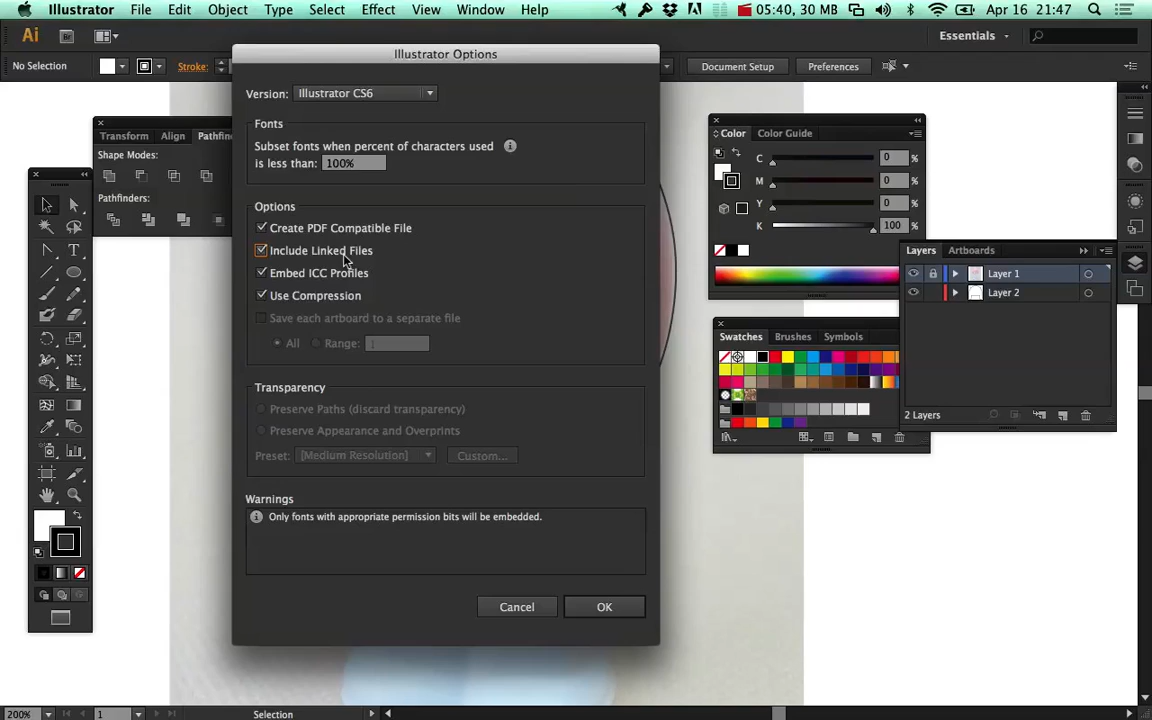 Illustrator File Edit Object Type Select Effect View Window Help 05:40, 30 MB Apr 16 21:47
Ai Br Essentials
No Selection Stroke: Document Setup Preferences
Illustrator Options
Version: Illustrator CS6
Fonts
Subset fonts when percent of characters used
is less than: 100%
Options
Create PDF Compatible File
Include Linked Files
Embed ICC Profiles
Use Compression
Save each artboard to a separate file
All Range: 1
Transparency
Preserve Paths (discard transparency)
Preserve Appearance and Overprints
Preset: [Medium Resolution] Custom...
Warnings
Only fonts with appropriate permission bits will be embedded.
Cancel OK
Transform Align Pathfin
Shape Modes:
Pathfinders:
Color Color Guide
C 0 %
M 0 %
Y 0 %
K 100 %
Layers Artboards
Layer 1
Layer 2
2 Layers
Swatches Brushes Symbols
200% 1 Selection